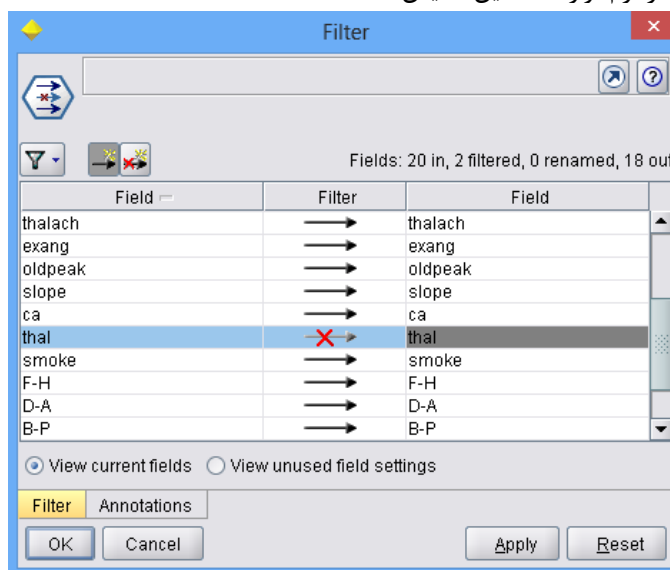 Filter
Fields: 20 in, 2 filtered, 0 renamed, 18 out
Field Filter Field
thalach thalach
exang exang
oldpeak oldpeak
slope slope
ca ca
thal thal
smoke smoke
F-H F-H
D-A D-A
B-P B-P
View current fields View unused field settings
Filter Annotations
OK Cancel Apply Reset